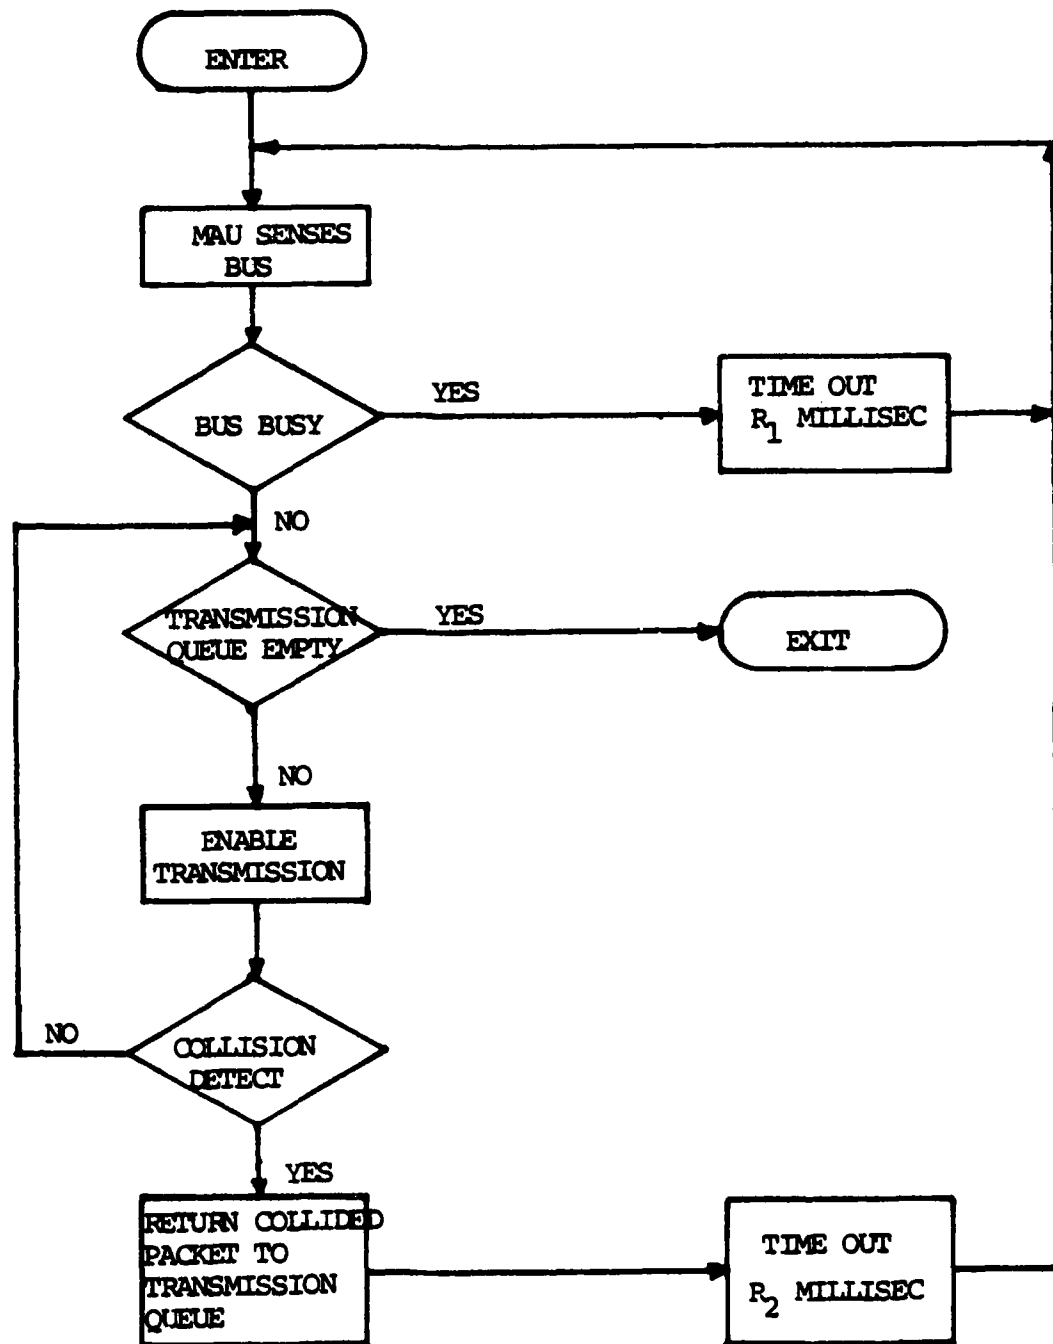 ENTER
MAU SENSES
BUS
BUS BUSY
YES
TIME OUT
R1 MILLISEC
NO
TRANSMISSION
QUEUE EMPTY
YES
EXIT
NO
ENABLE
TRANSMISSION
NO
COLLISION
DETECT
YES
RETURN COLLIDED
PACKET TO
TRANSMISSION
QUEUE
TIME OUT
R2 MILLISEC